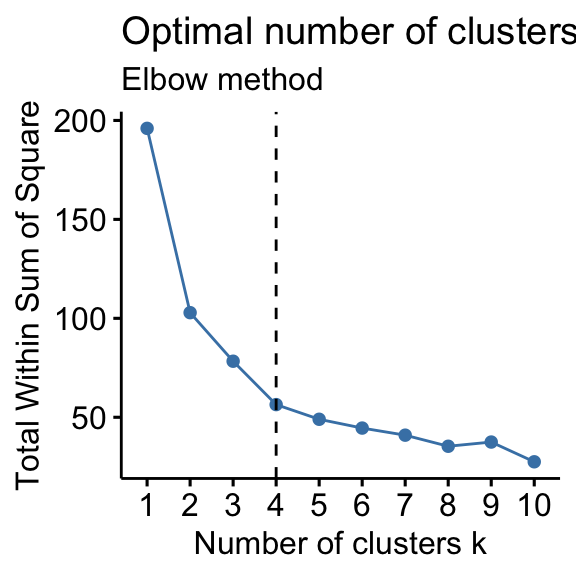 Optimal number of clusters
Elbow method
Total Within Sum of Square
200
150
100
50
1 2 3 4 5 6 7 8 9 10
Number of clusters k